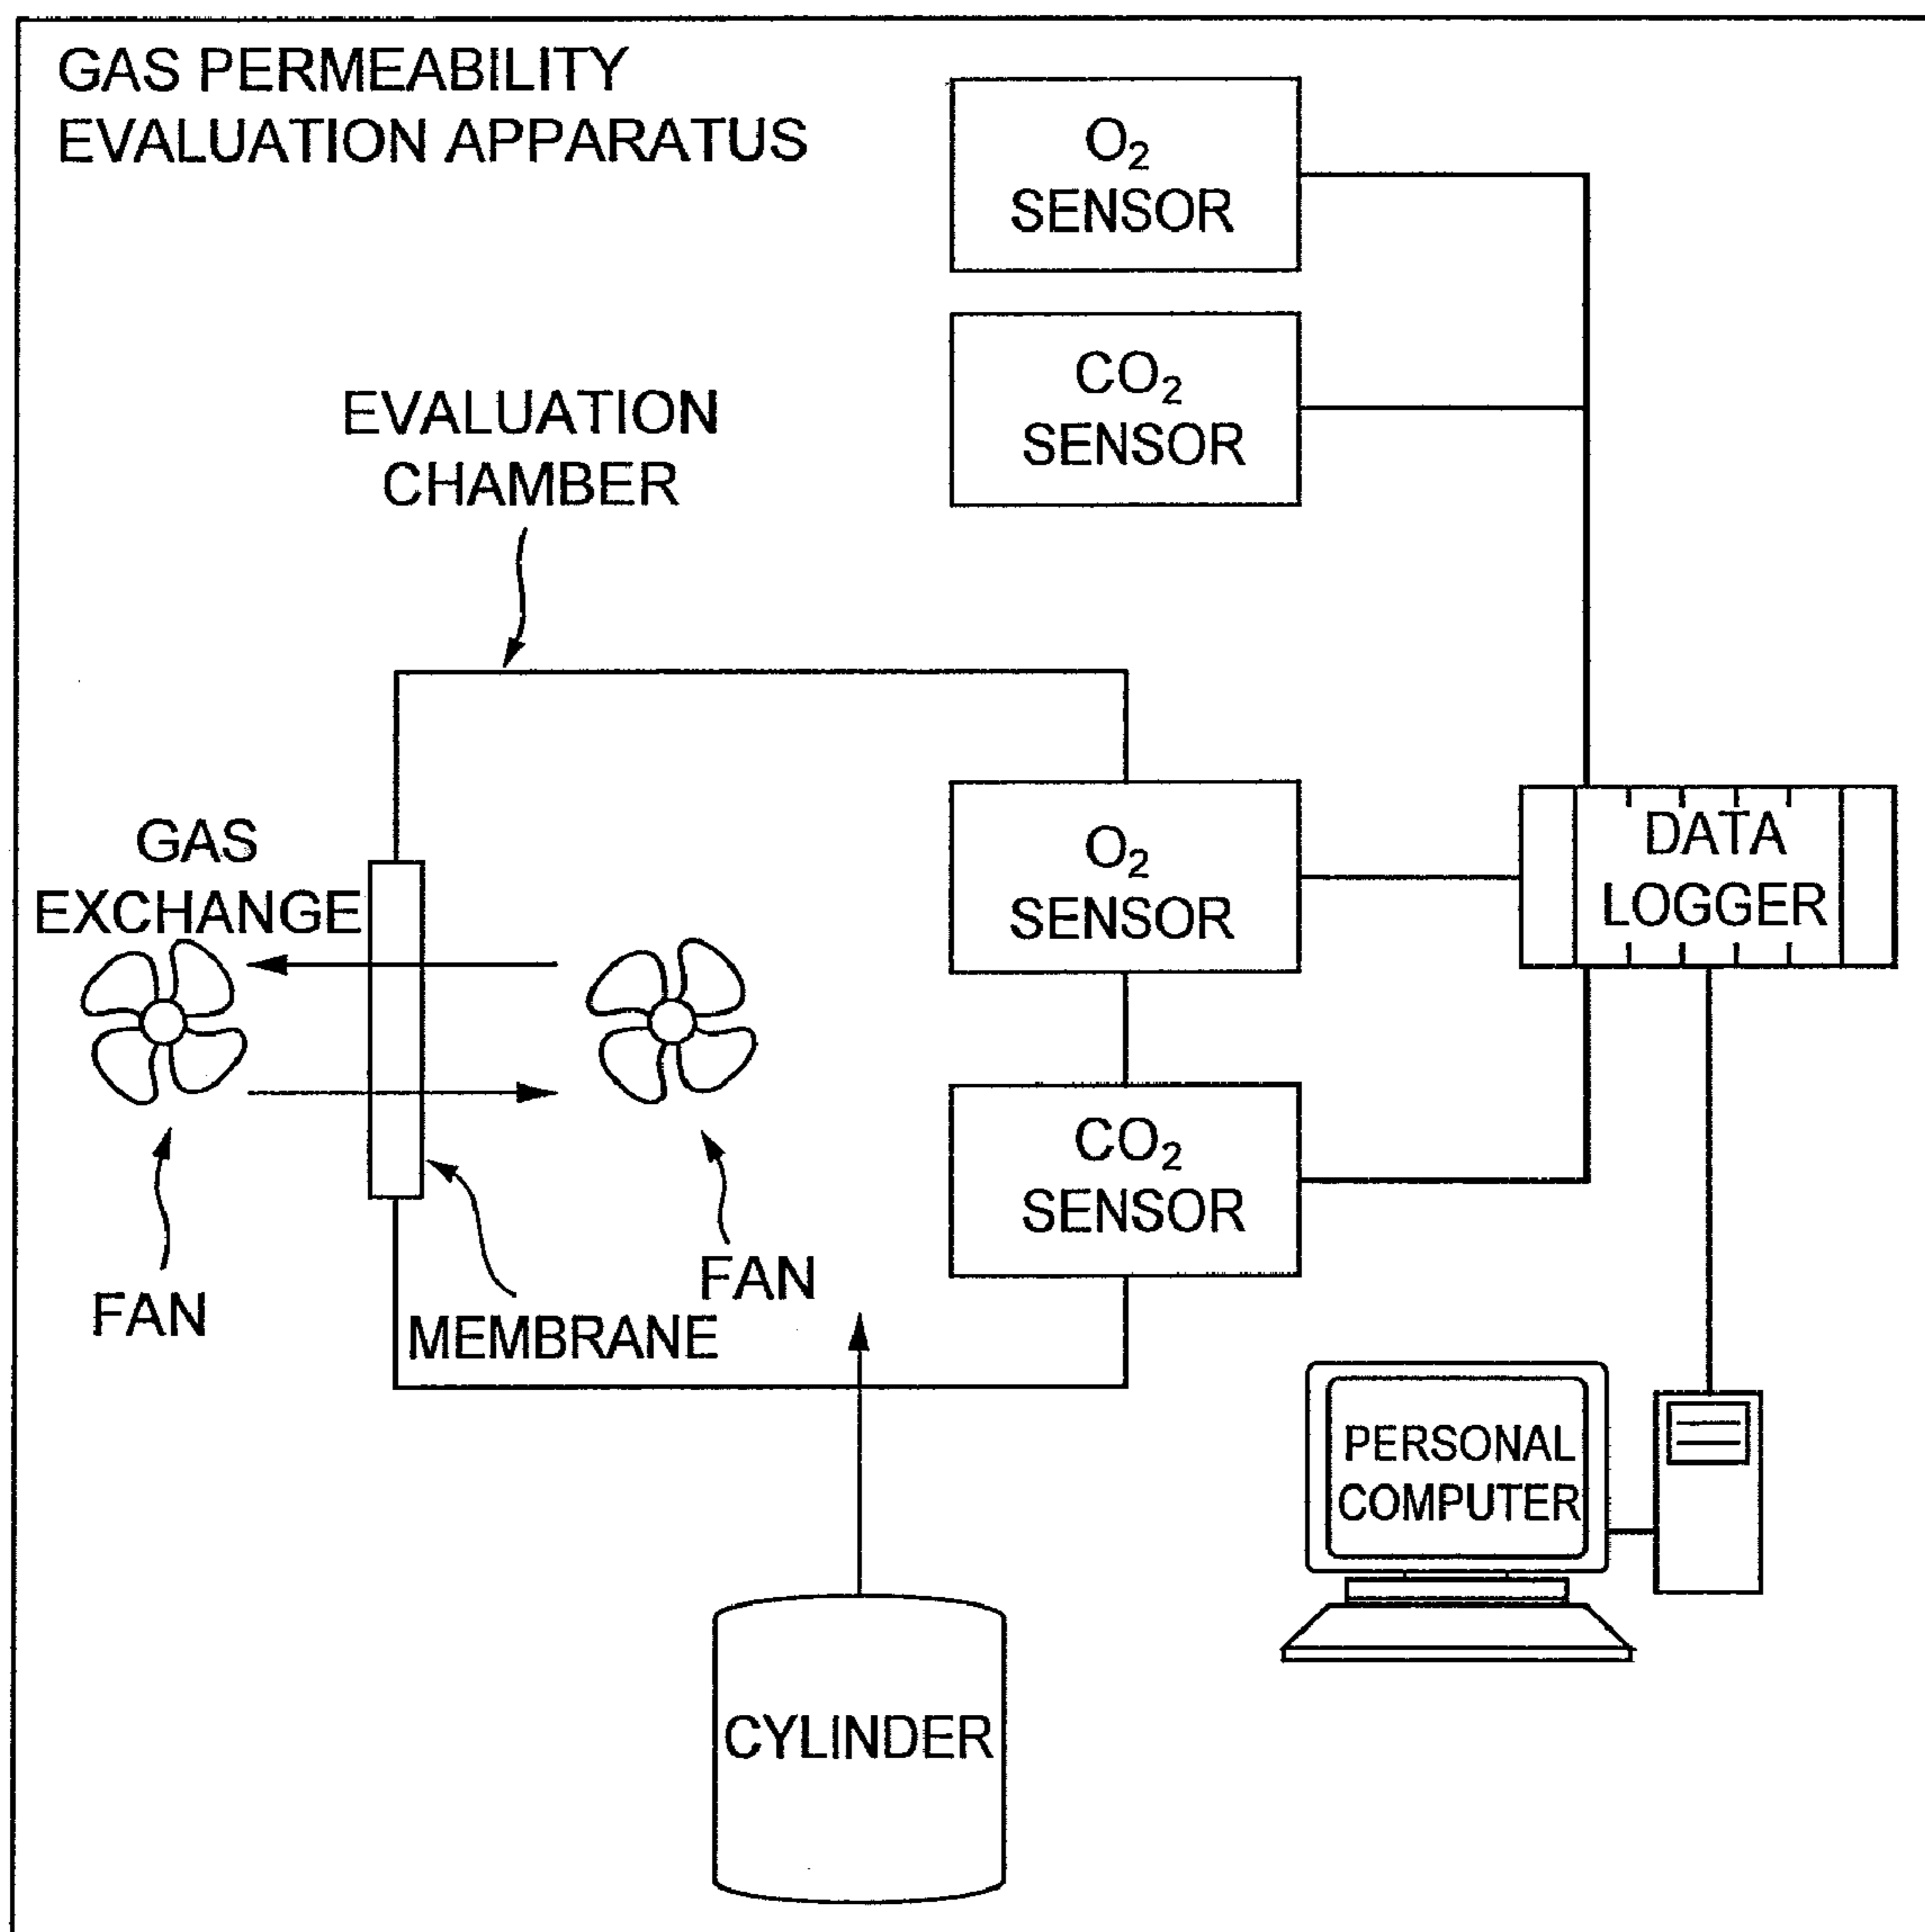 GAS PERMEABILITY
EVALUATION APPARATUS
O₂
SENSOR
CO₂
SENSOR
EVALUATION
CHAMBER
GAS
EXCHANGE
O₂
SENSOR
DATA
LOGGER
CO₂
SENSOR
FAN
FAN
MEMBRANE
PERSONAL
COMPUTER
CYLINDER